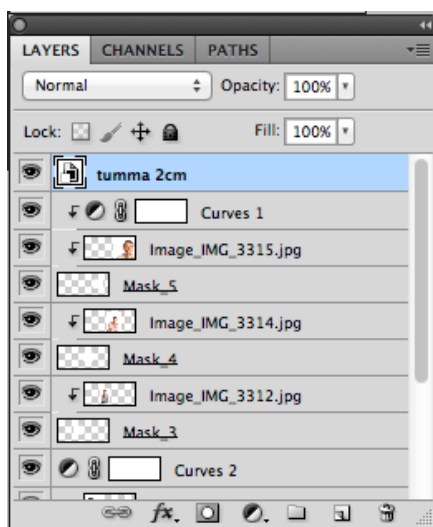 LAYERS CHANNELS PATHS
Normal Opacity: 100%
Lock: Fill: 100%
tumma 2cm
Curves 1
Image_IMG_3315.jpg
Mask_5
Image_IMG_3314.jpg
Mask_4
Image_IMG_3312.jpg
Mask_3
Curves 2
fx.